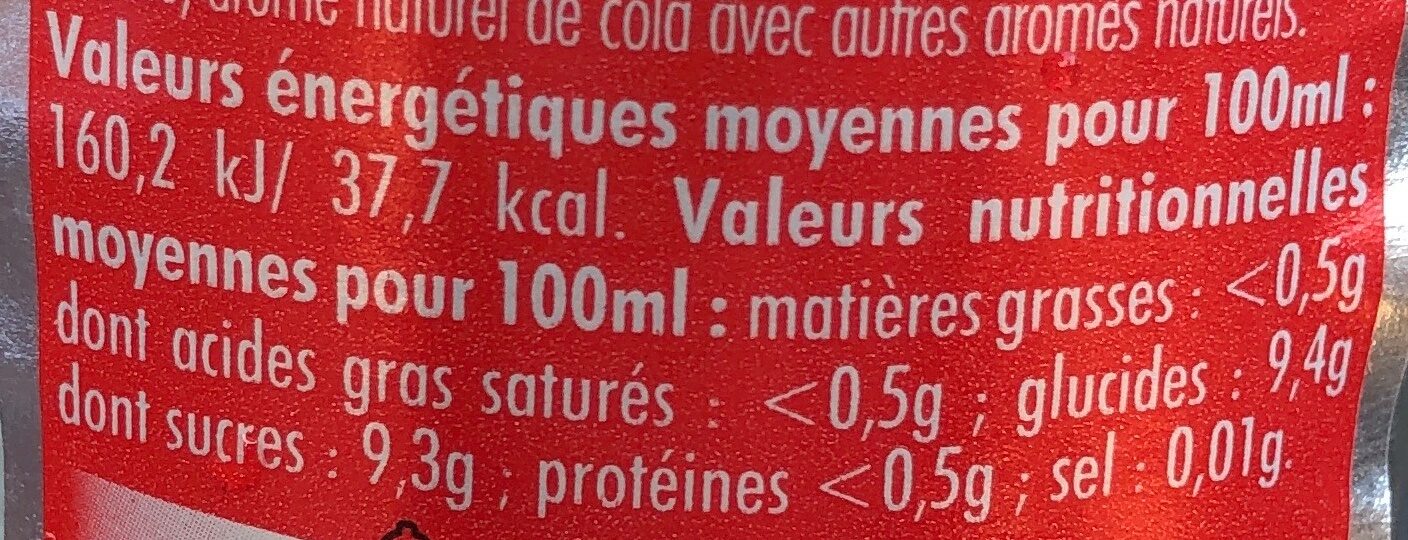 arôme naturel de cola avec autres aromes naturels.
Valeurs énergétiques moyennes pour 100ml :
160,2 kJ/ 37,7 kcal. Valeurs nutritionnelles
moyennes pour 100ml : matières grasses : <0,5g
dont acides gras saturés : <0,5g ; glucides : 9,4g
dont sucres : 9,3g ; protéines <0,5g ; sel : 0,01g.